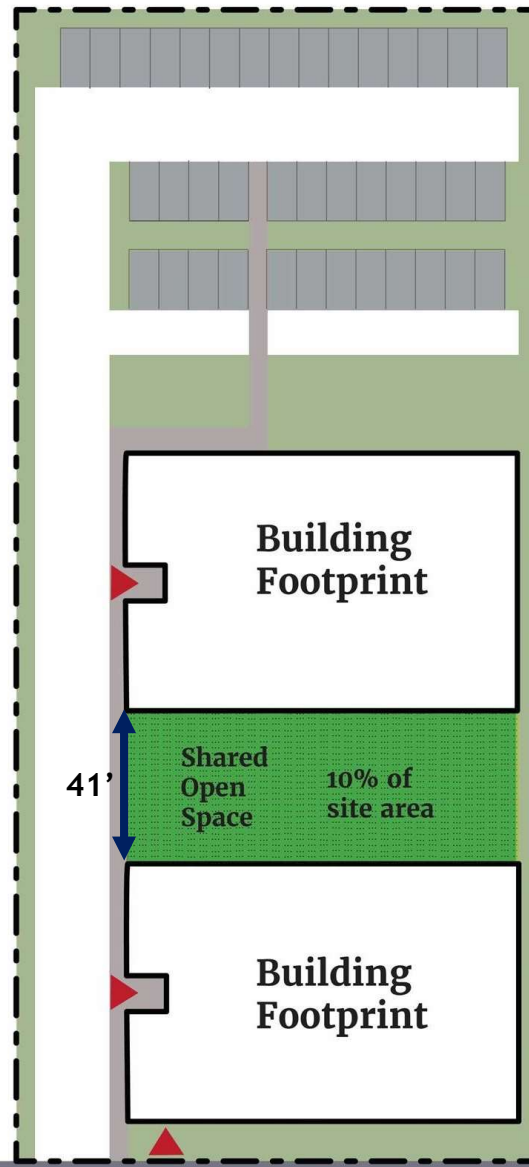 Building
Footprint
41’
Shared
Open
Space
10% of
site area
Building
Footprint